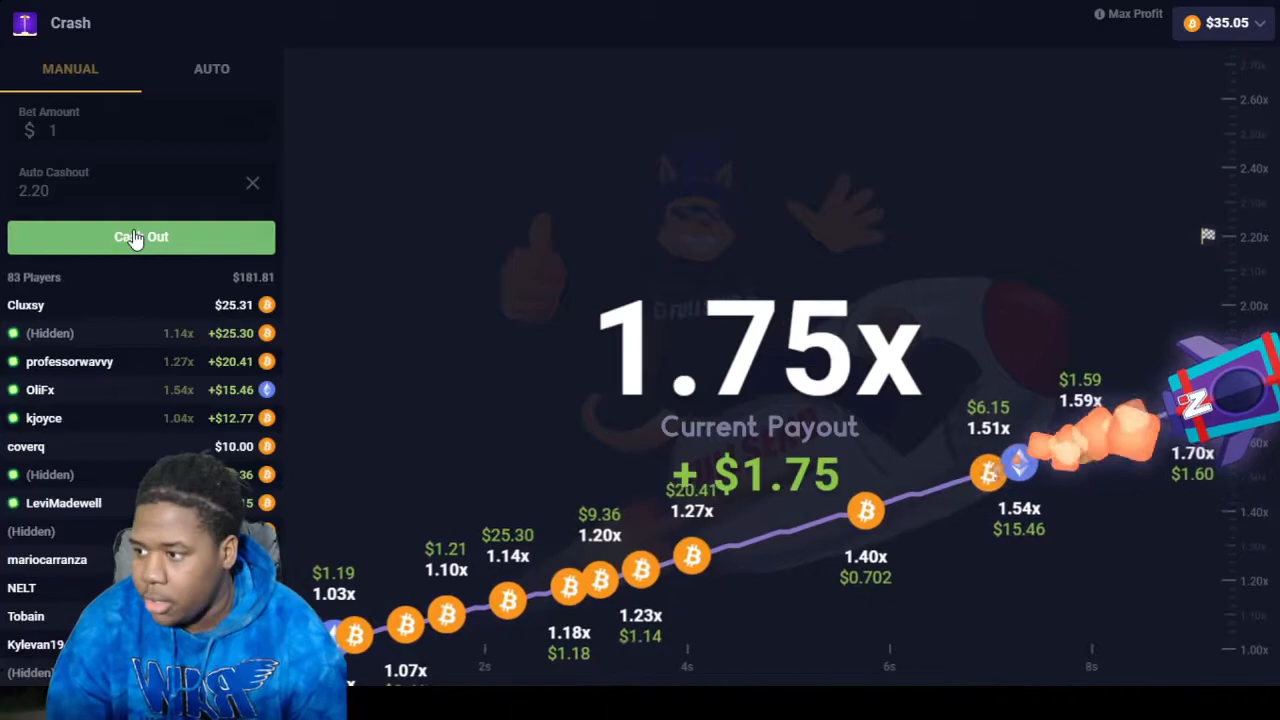 Crash
Max Profit
$35.05
MANUAL
AUTO
Bet Amount
$ 1
Auto Cashout
2.20
Cash Out
83 Players
$181.81
Cluxsy $25.31
(Hidden) 1.14x +$25.30
professorwavvy 1.27x +$20.41
OliFx 1.54x +$15.46
kjoyce 1.04x +$12.77
coverq $10.00
(Hidden)
LeviMadewell
(Hidden)
mariocarranza
NELT
Tobain
Kylevan19
(Hidden)
1.75x
Current Payout
+ $1.75
$1.19
1.03x
1.07x
$1.21
1.10x
$25.30
1.14x
1.18x
$1.18
$9.36
1.20x
1.23x
$1.14
$20.41
1.27x
1.40x
$0.702
$6.15
1.51x
1.54x
$15.46
$1.59
1.59x
1.70x
$1.60
2.70x
2.60x
2.40x
2.20x
2.00x
1.40x
1.20x
1.00x
2s
4s
6s
8s